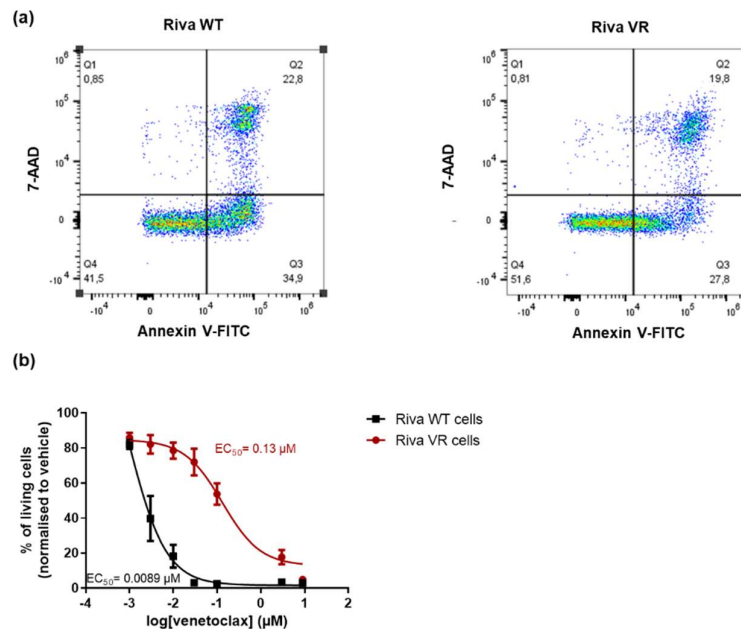 (a)
Riva WT
Q1
0,85
Q2
22,8
10^6
10^5
10^4
0
-10^4
7-AAD
Q4
41,5
Q3
34,9
-10^4
0
10^4
10^5
10^6
Annexin V-FITC
Riva VR
Q1
0,81
Q2
19,8
10^6
10^5
10^4
0
-10^4
7-AAD
Q4
51,6
Q3
27,8
-10^4
0
10^4
10^5
10^6
Annexin V-FITC
(b)
% of living cells
(normalised to vehicle)
100
80
60
40
20
0
EC50= 0.13 µM
EC50= 0.0089 µM
-4
-3
-2
-1
0
1
2
log[venetoclax] (µM)
Riva WT cells
Riva VR cells